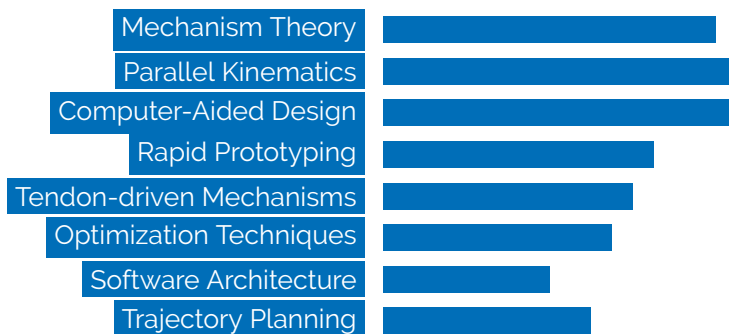 Mechanism Theory
Parallel Kinematics
Computer-Aided Design
Rapid Prototyping
Tendon-driven Mechanisms
Optimization Techniques
Software Architecture
Trajectory Planning